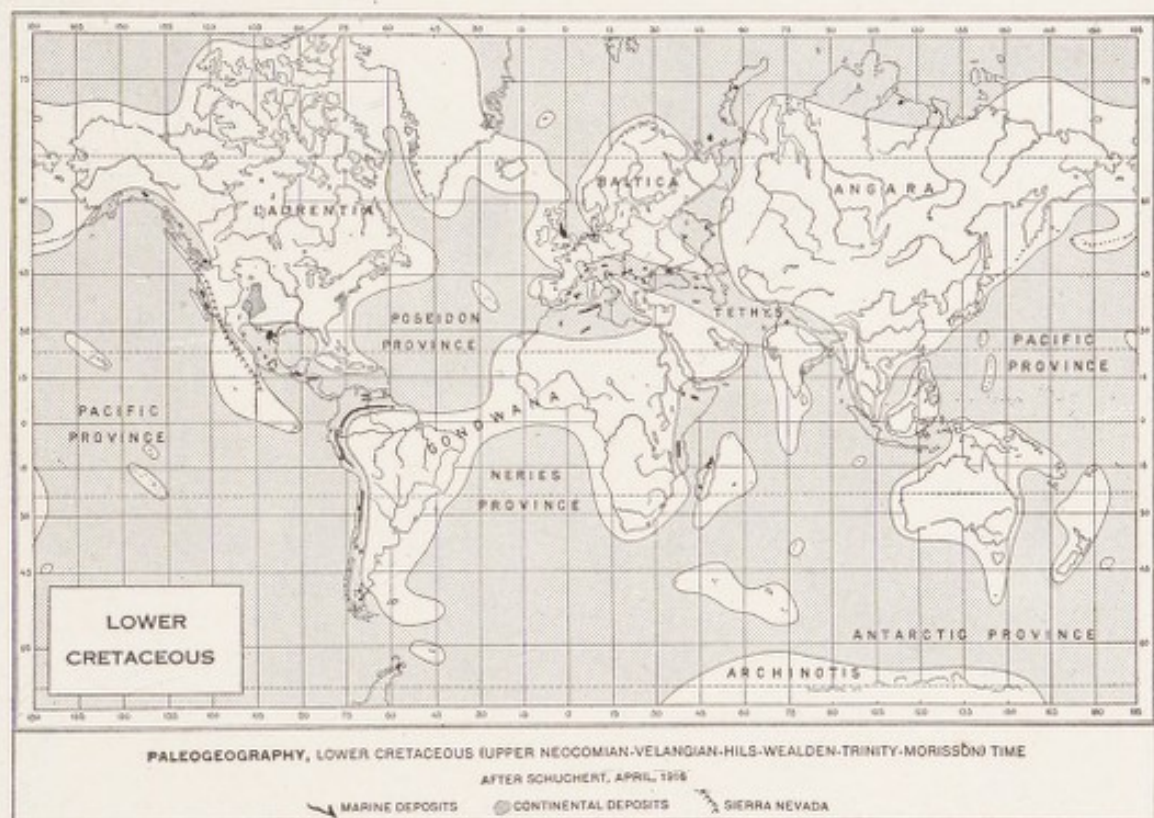 LAURENTIA
BALTICA
ANGARA
POSEIDON
PROVINCE
TETHYS
PACIFIC
PROVINCE
PACIFIC
PROVINCE
GONDWANA
NERIES
PROVINCE
LOWER
CRETACEOUS
ANTARCTIC PROVINCE
ARCHINOTIS
PALEOGEOGRAPHY, LOWER CRETACEOUS (UPPER NEOCOMIAN-VELANGIAN-HILS-WEALDEN-TRINITY-MORISSON) TIME
AFTER SCHUCHERT, APRIL, 1916
MARINE DEPOSITS CONTINENTAL DEPOSITS SIERRA NEVADA